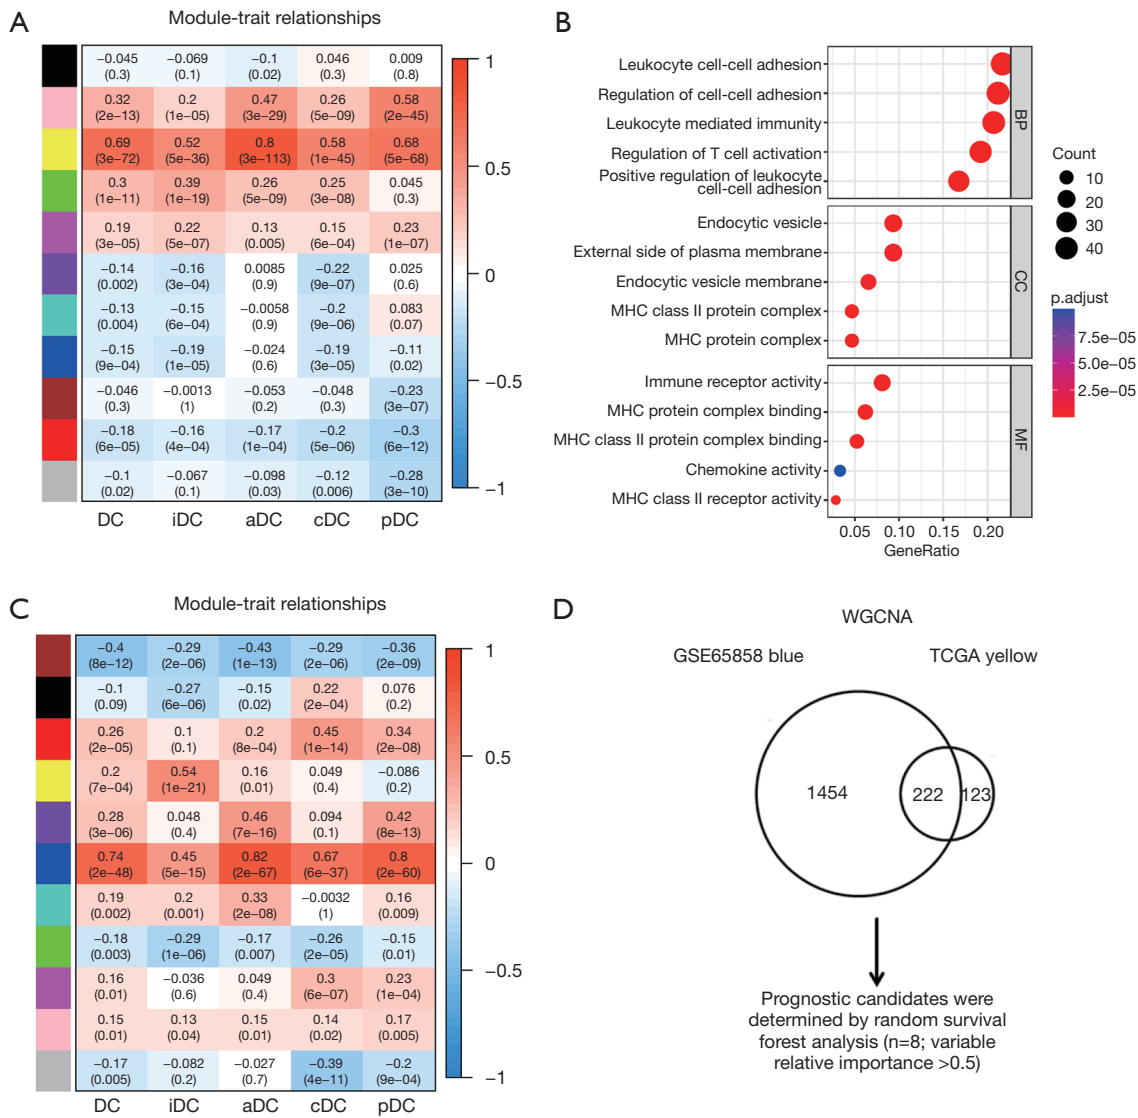 A
Module-trait relationships
−0.045 −0.069 −0.1 0.046 0.009
(0.3) (0.1) (0.02) (0.3) (0.8)
0.32 0.2 0.47 0.26 0.58
(2e−13) (1e−05) (3e−29) (5e−09) (2e−45)
0.69 0.52 0.8 0.58 0.68
(3e−72) (5e−36) (3e−113) (1e−45) (5e−68)
0.3 0.39 0.26 0.25 0.045
(1e−11) (1e−19) (5e−09) (3e−08) (0.3)
0.19 0.22 0.13 0.15 0.23
(3e−05) (5e−07) (0.005) (6e−04) (1e−07)
−0.14 −0.16 0.0085 −0.22 0.025
(0.002) (3e−04) (0.9) (9e−07) (0.6)
−0.13 −0.15 −0.0058 −0.2 0.083
(0.004) (6e−04) (0.9) (9e−06) (0.07)
−0.15 −0.19 −0.024 −0.19 −0.11
(9e−04) (1e−05) (0.6) (3e−05) (0.02)
−0.046 −0.0013 −0.053 −0.048 −0.23
(0.3) (1) (0.2) (0.3) (3e−07)
−0.18 −0.16 −0.17 −0.2 −0.3
(6e−05) (4e−04) (1e−04) (5e−06) (6e−12)
−0.1 −0.067 −0.098 −0.12 −0.28
(0.02) (0.1) (0.03) (0.006) (3e−10)
DC iDC aDC cDC pDC
1
0.5
0
−0.5
−1
B
Leukocyte cell-cell adhesion
Regulation of cell-cell adhesion
Leukocyte mediated immunity
Regulation of T cell activation
Positive regulation of leukocyte
cell-cell adhesion
BP
Endocytic vesicle
External side of plasma membrane
Endocytic vesicle membrane
MHC class II protein complex
MHC protein complex
CC
Immune receptor activity
MHC protein complex binding
MHC class II protein complex binding
Chemokine activity
MHC class II receptor activity
MF
0.05 0.10 0.15 0.20
GeneRatio
Count
10
20
30
40
p.adjust
7.5e−05
5.0e−05
2.5e−05
C
Module-trait relationships
−0.4 −0.29 −0.43 −0.29 −0.36
(8e−12) (2e−06) (1e−13) (2e−06) (2e−09)
−0.1 −0.27 −0.15 0.22 0.076
(0.09) (6e−06) (0.02) (2e−04) (0.2)
0.26 0.1 0.2 0.45 0.34
(2e−05) (0.1) (8e−04) (1e−14) (2e−08)
0.2 0.54 0.16 0.049 −0.086
(7e−04) (1e−21) (0.01) (0.4) (0.2)
0.28 0.048 0.46 0.094 0.42
(3e−06) (0.4) (7e−16) (0.1) (8e−13)
0.74 0.45 0.82 0.67 0.8
(2e−48) (5e−15) (2e−67) (6e−37) (2e−60)
0.19 0.2 0.33 −0.0032 0.16
(0.002) (0.001) (2e−08) (1) (0.009)
−0.18 −0.29 −0.17 −0.26 −0.15
(0.003) (1e−06) (0.007) (2e−05) (0.01)
0.16 −0.036 0.049 0.3 0.23
(0.01) (0.6) (0.4) (6e−07) (1e−04)
0.15 0.13 0.15 0.14 0.17
(0.01) (0.04) (0.01) (0.02) (0.005)
−0.17 −0.082 −0.027 −0.39 −0.2
(0.005) (0.2) (0.7) (4e−11) (9e−04)
DC iDC aDC cDC pDC
1
0.5
0
−0.5
−1
D
WGCNA
GSE65858 blue TCGA yellow
1454 222 123
Prognostic candidates were
determined by random survival
forest analysis (n=8; variable
relative importance >0.5)